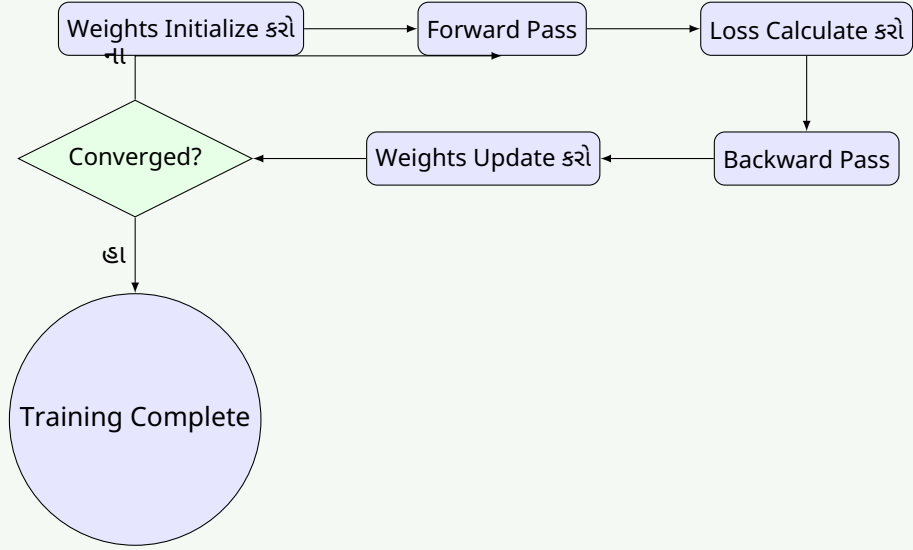 Weights Initialize કરો
Forward Pass
Loss Calculate કરો
ના
Converged?
Weights Update કરો
Backward Pass
હા
Training Complete